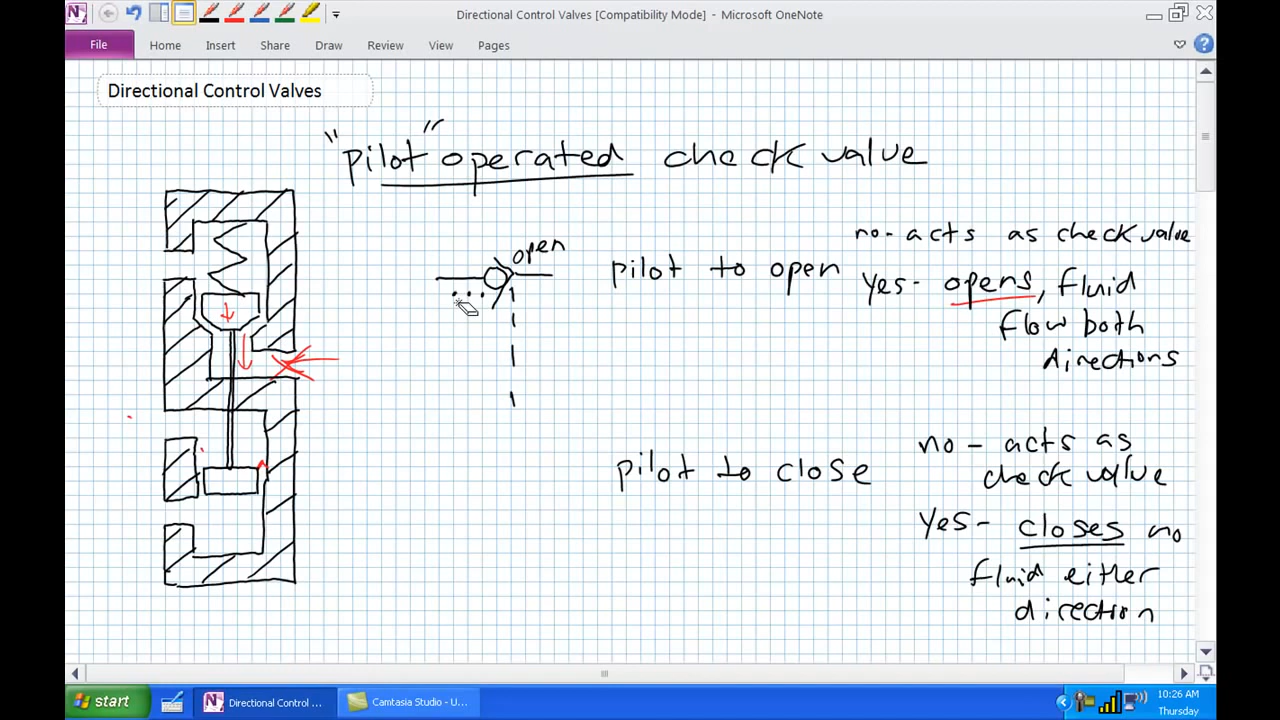 Directional Control Valves [Compatibility Mode] - Microsoft OneNote
File Home Insert Share Draw Review View Pages
Directional Control Valves
"pilot" operated check valve
no- acts as check valve
open
pilot to open
yes- opens, fluid
flow both
directions
no - acts as
check valve
pilot to close
yes- closes no
fluid either
direction
start
Directional Control ...
Camtasia Studio - U...
10:26 AM
Thursday